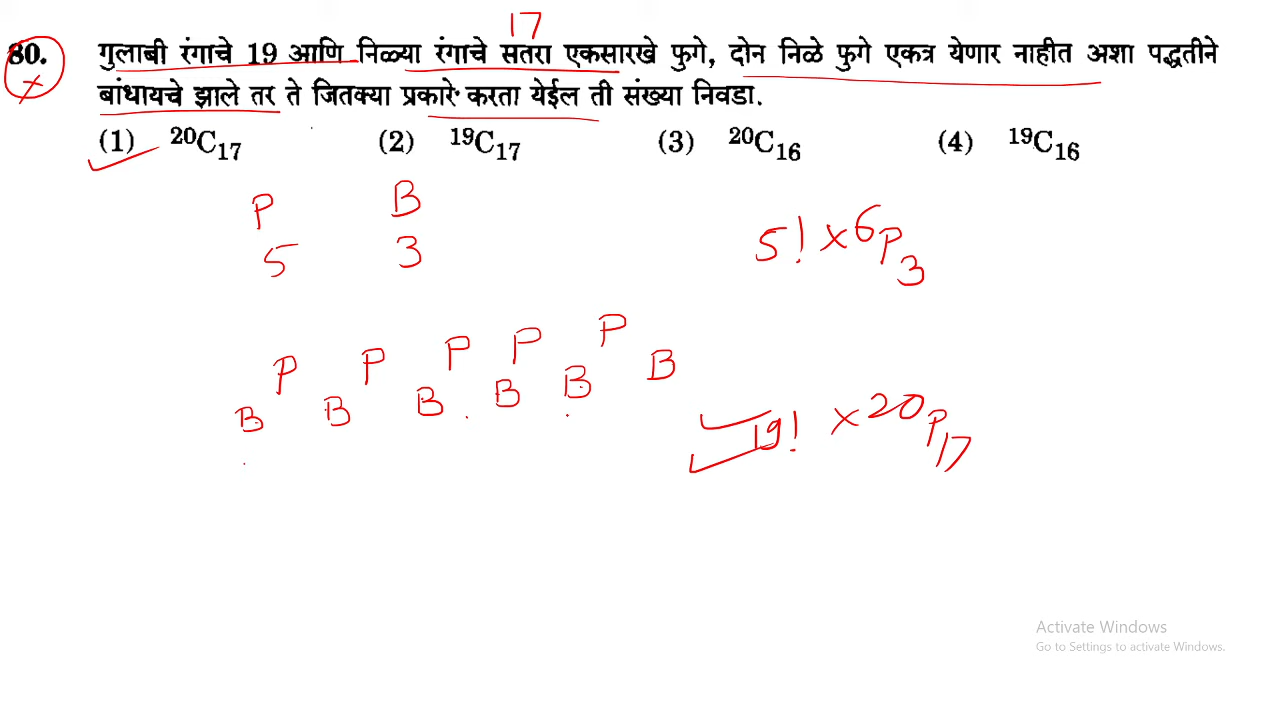 17
80. गुलाबी रंगाचे 19 आणि निळ्या रंगाचे सतरा एकसारखे फुगे, दोन निळे फुगे एकत्र येणार नाहीत अशा पद्धतीने
बांधायचे झाले तर ते जितक्या प्रकारे करता येईल ती संख्या निवडा.
(1) ²⁰C₁₇ (2) ¹⁹C₁₇ (3) ²⁰C₁₆ (4) ¹⁹C₁₆
P B
5 3
5! × ⁶P₃
P P P P P
B B B B B B
19! × ²⁰P₁₇
Activate Windows
Go to Settings to activate Windows.